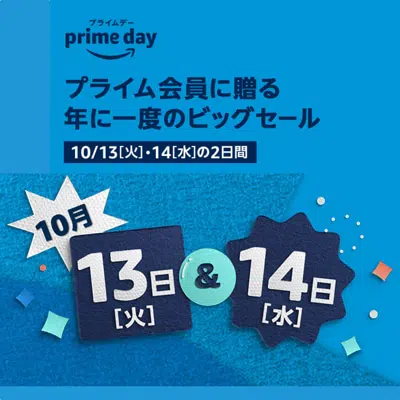 プライムデー
prime day
プライム会員に贈る
年に一度のビッグセール
10/13[火]・14[水]の2日間
10月
13日
[火]
&
14日
[水]